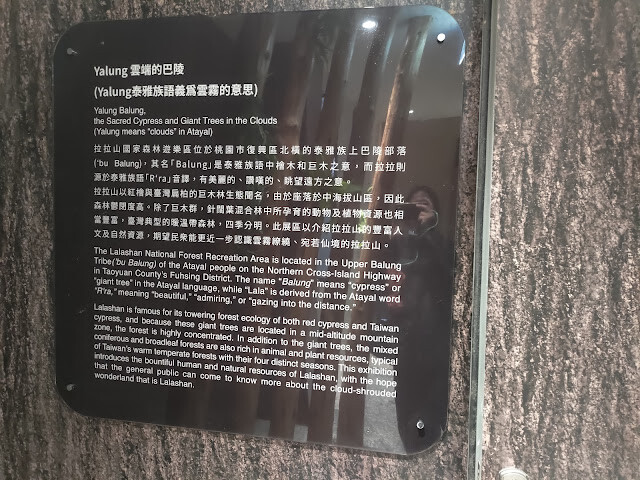 Yalung 雲端的巴陵
(Yalung泰雅族語義為雲霧的意思)
Yalung Balung,
the Sacred Cypress and Giant Trees in the Clouds
(Yalung means “clouds” in Atayal)
拉拉山國家森林遊樂區位於桃園市復興區北橫的泰雅族上巴陵部落
('bu Balung)，其名「Balung」是泰雅族語中檜木和巨木之意，而拉拉則
源於泰雅族語「R'ra」音譯，有美麗的、讚嘆的、眺望遠方之意。
拉拉山以紅檜與臺灣扁柏的巨木林生態聞名，由於座落於中海拔山區，因此
森林鬱閉度高。除了巨木群，針闊葉混合林中所孕育的動物及植物資源也相
當豐富，臺灣典型的暖溫帶森林，四季分明。此展區以介紹拉拉山的豐富人
文及自然資源，期望民眾能更近一步認識雲霧繚繞、宛若仙境的拉拉山。
The Lalashan National Forest Recreation Area is located in the Upper Balung
Tribe('bu Balung) of the Atayal people on the Northern Cross-Island Highway
in Taoyuan County's Fuhsing District. The name “Balung” means “cypress” or
“giant tree” in the Atayal language, while “Lala” is derived from the Atayal word
“R'ra,” meaning “beautiful,” “admiring,” or “gazing into the distance.”
Lalashan is famous for its towering forest ecology of both red cypress and Taiwan
cypress, and because these giant trees are located in a mid-altitude mountain
zone, the forest is highly concentrated. In addition to the giant trees, the mixed
coniferous and broadleaf forests are also rich in animal and plant resources, typical
of Taiwan's warm temperate forests with their four distinct seasons. This exhibition
introduces the bountiful human and natural resources of Lalashan, with the hope
that the general public can come to know more about the cloud-shrouded
wonderland that is Lalashan.